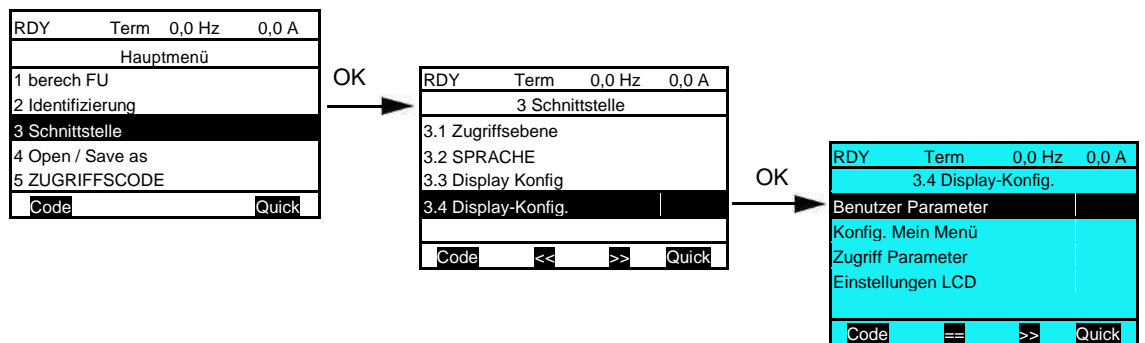 RDY Term 0,0 Hz 0,0 A
Hauptmenü
1 berech FU
2 Identifizierung
3 Schnittstelle
4 Open / Save as
5 ZUGRIFFSCODE
Code Quick
OK
RDY Term 0,0 Hz 0,0 A
3 Schnittstelle
3.1 Zugriffsebene
3.2 SPRACHE
3.3 Display Konfig
3.4 Display-Konfig.
Code << >> Quick
OK
RDY Term 0,0 Hz 0,0 A
3.4 Display-Konfig.
Benutzer Parameter
Konfig. Mein Menü
Zugriff Parameter
Einstellungen LCD
Code == >> Quick